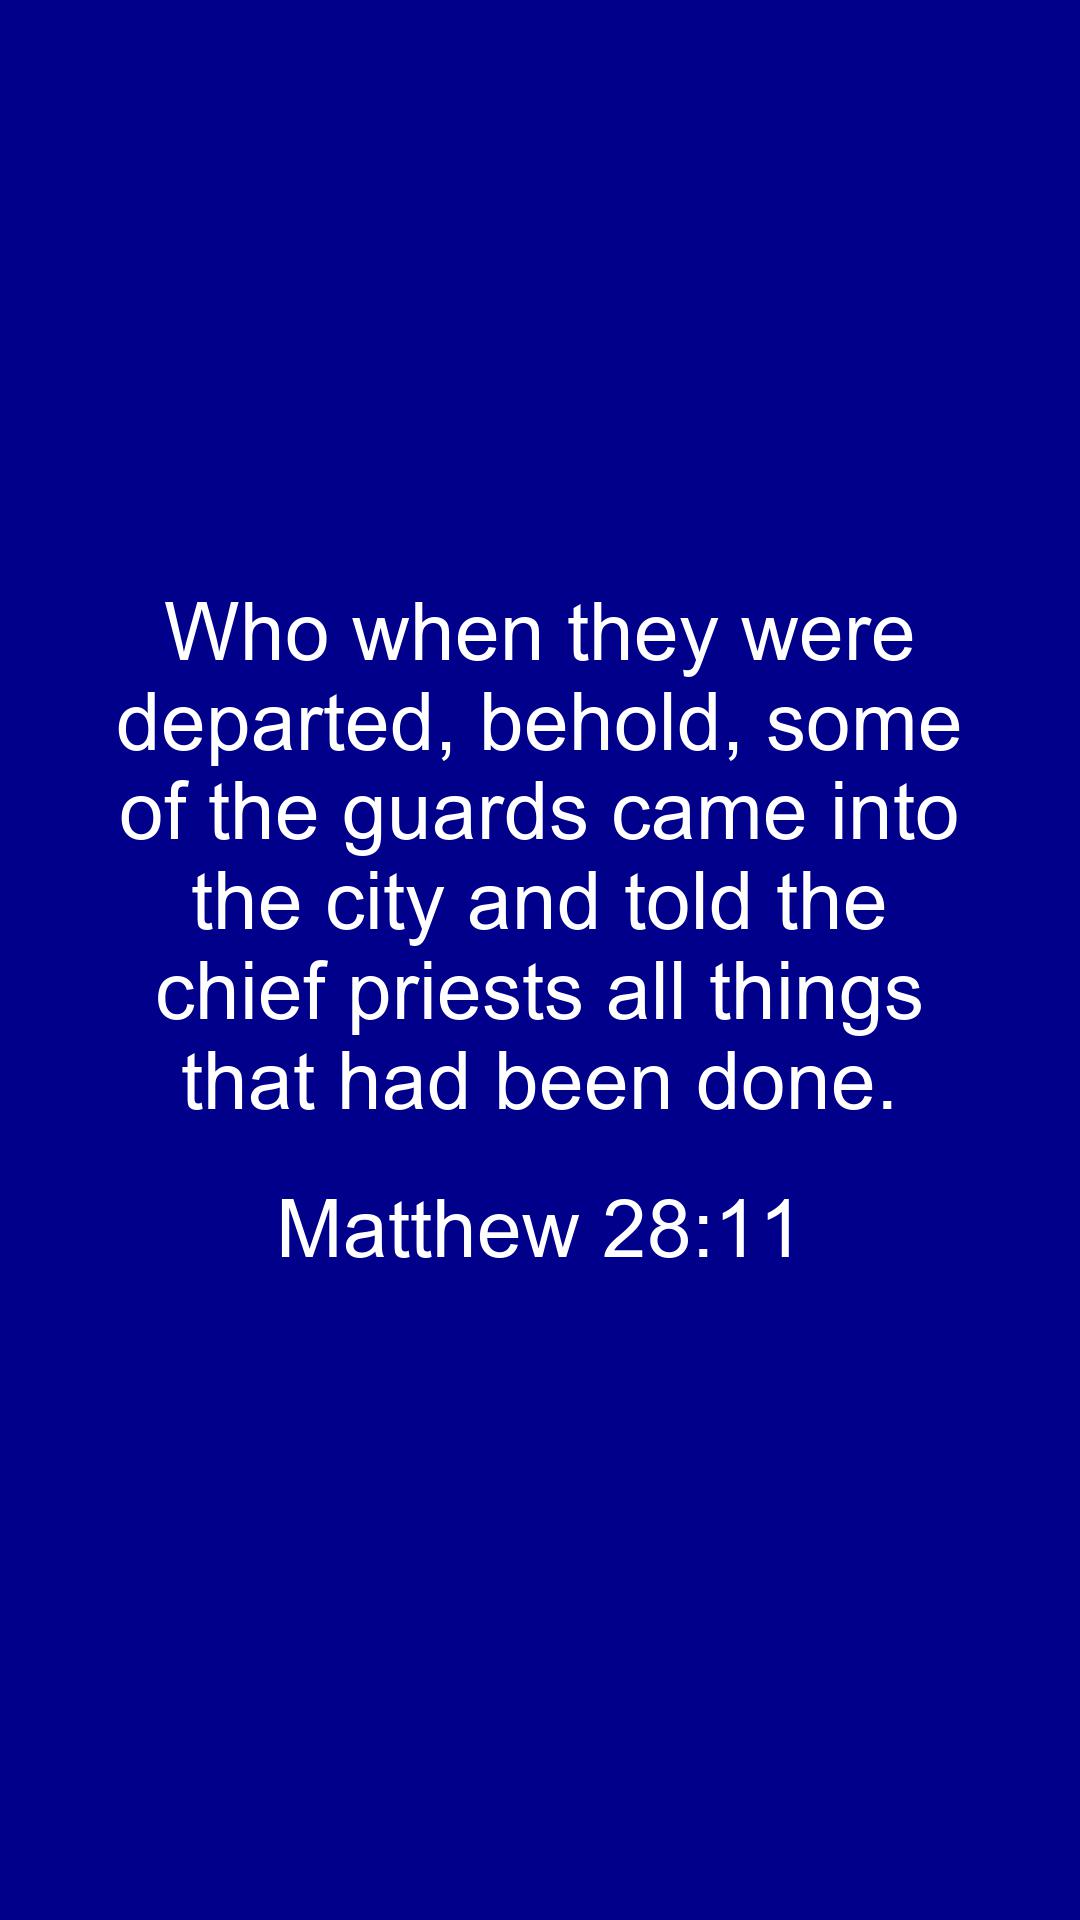 Who when they were
departed, behold, some
of the guards came into
the city and told the
chief priests all things
that had been done.
Matthew 28:11